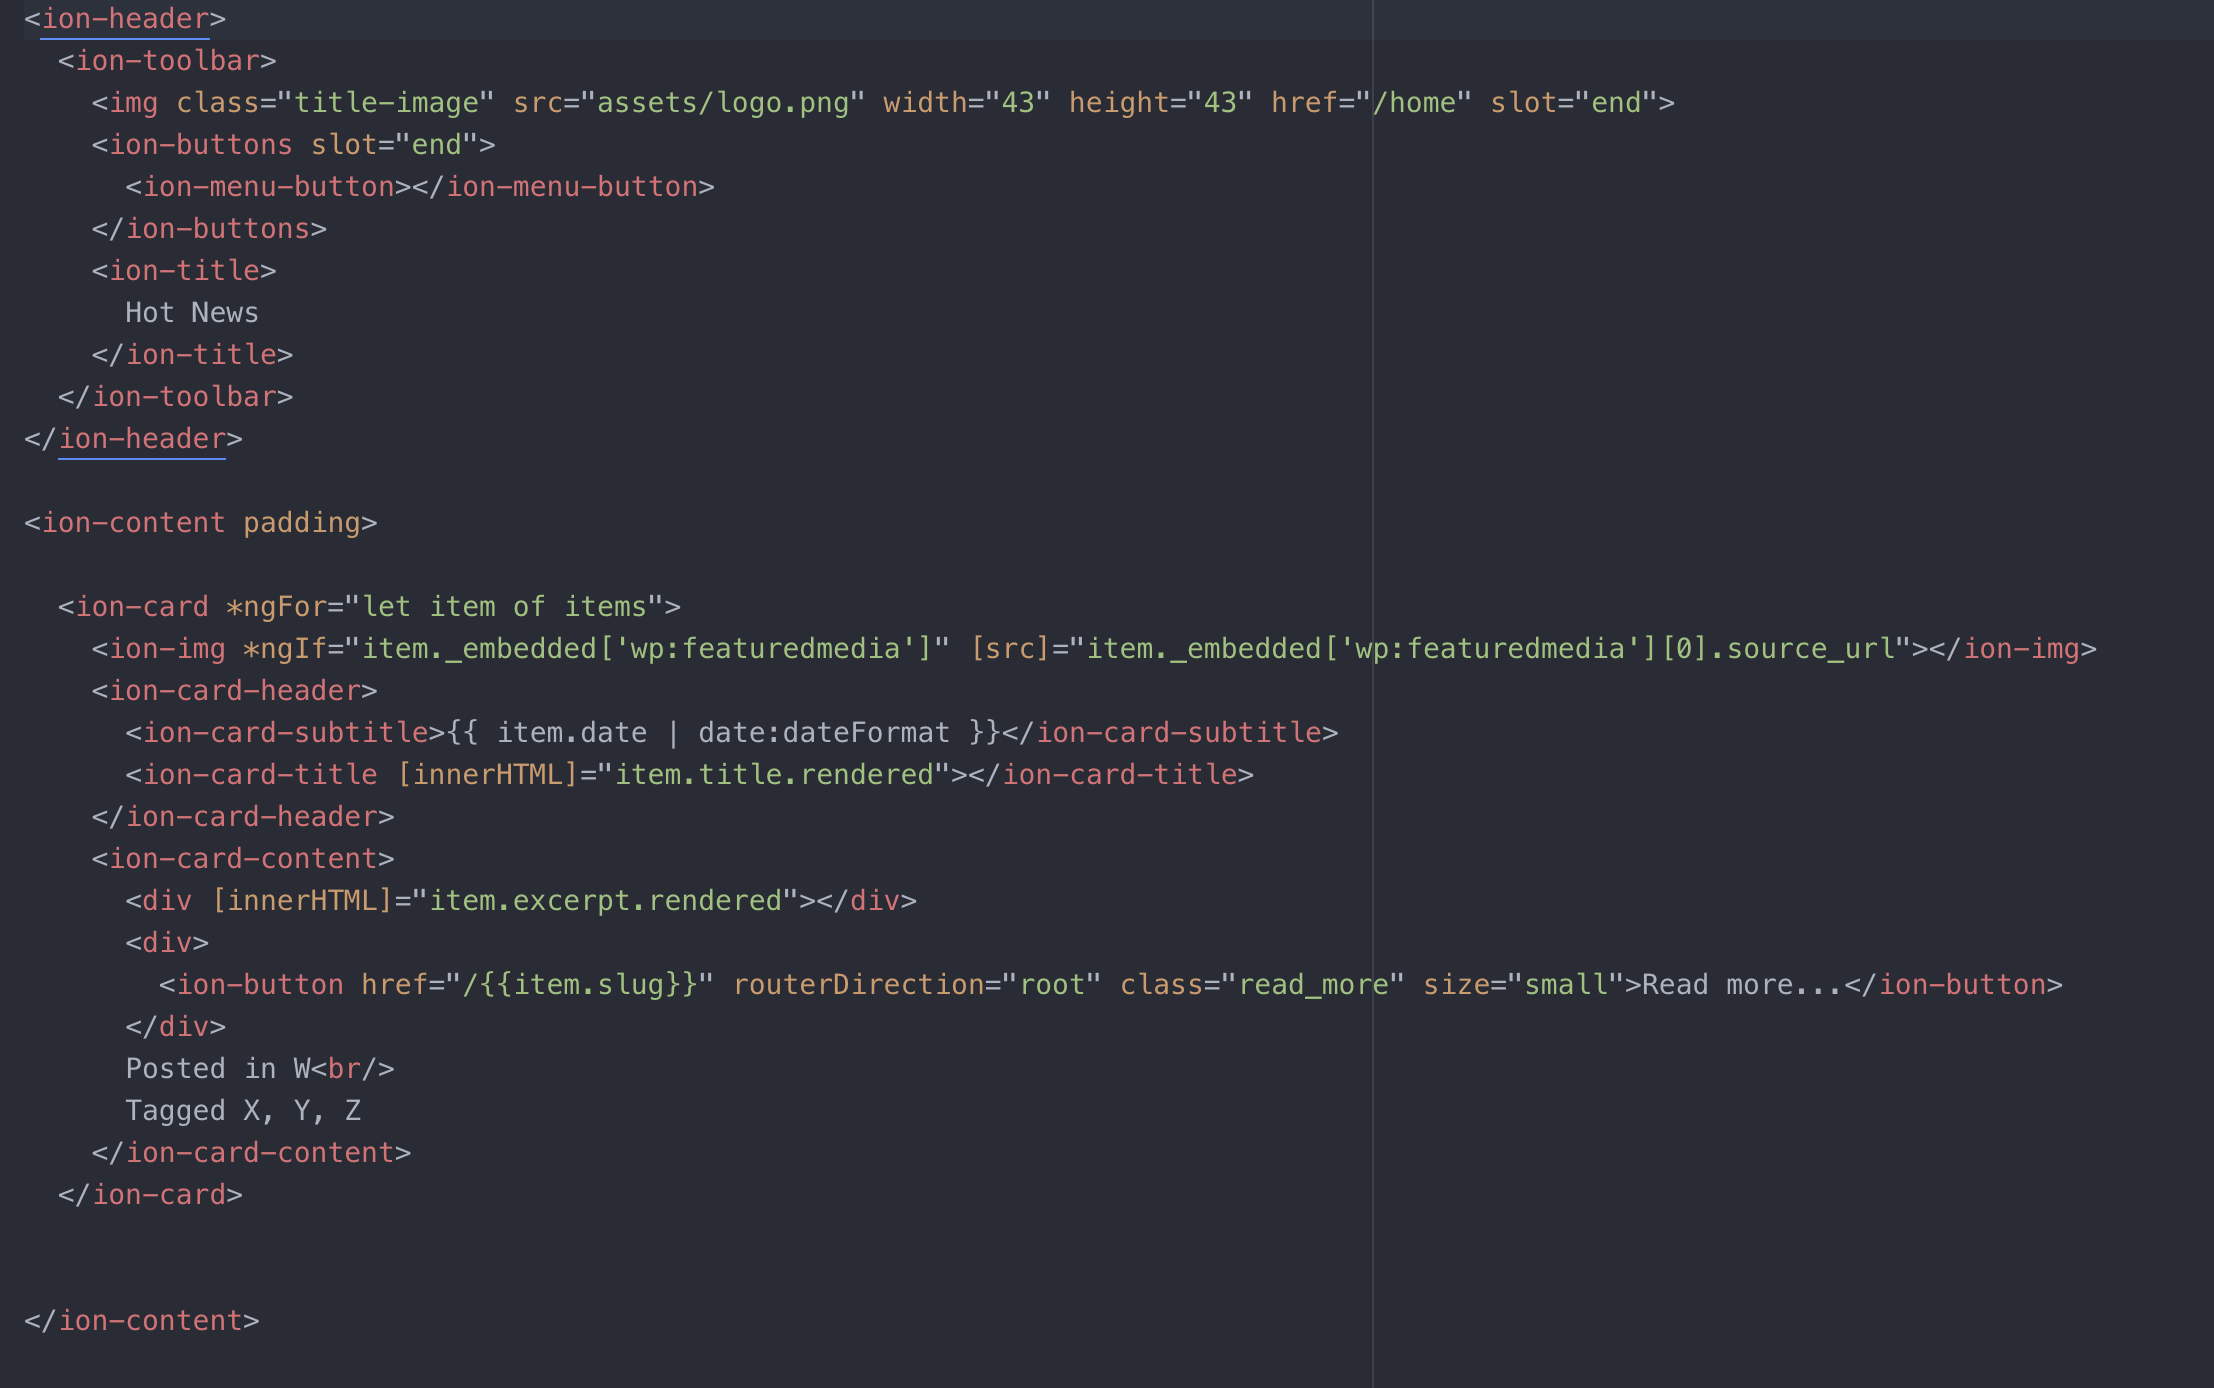 <ion-header>
  <ion-toolbar>
    <img class="title-image" src="assets/logo.png" width="43" height="43" href="/home" slot="end">
    <ion-buttons slot="end">
      <ion-menu-button></ion-menu-button>
    </ion-buttons>
    <ion-title>
      Hot News
    </ion-title>
  </ion-toolbar>
</ion-header>

<ion-content padding>

  <ion-card *ngFor="let item of items">
    <ion-img *ngIf="item._embedded['wp:featuredmedia']" [src]="item._embedded['wp:featuredmedia'][0].source_url"></ion-img>
    <ion-card-header>
      <ion-card-subtitle>{{ item.date | date:dateFormat }}</ion-card-subtitle>
      <ion-card-title [innerHTML]="item.title.rendered"></ion-card-title>
    </ion-card-header>
    <ion-card-content>
      <div [innerHTML]="item.excerpt.rendered"></div>
      <div>
        <ion-button href="/{{item.slug}}" routerDirection="root" class="read_more" size="small">Read more...</ion-button>
      </div>
      Posted in W<br/>
      Tagged X, Y, Z
    </ion-card-content>
  </ion-card>


</ion-content>